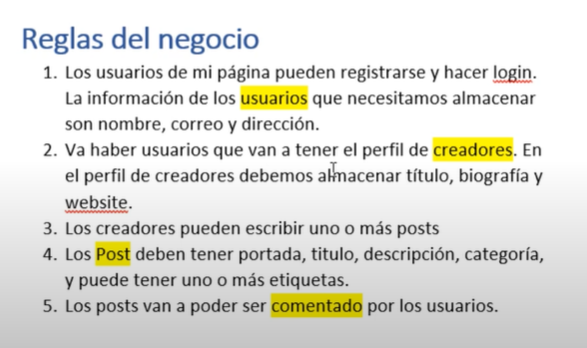 Reglas del negocio
1. Los usuarios de mi página pueden registrarse y hacer login.
La información de los usuarios que necesitamos almacenar
son nombre, correo y dirección.
2. Va haber usuarios que van a tener el perfil de creadores. En
el perfil de creadores debemos almacenar título, biografía y
website.
3. Los creadores pueden escribir uno o más posts
4. Los Post deben tener portada, titulo, descripción, categoría,
y puede tener uno o más etiquetas.
5. Los posts van a poder ser comentado por los usuarios.